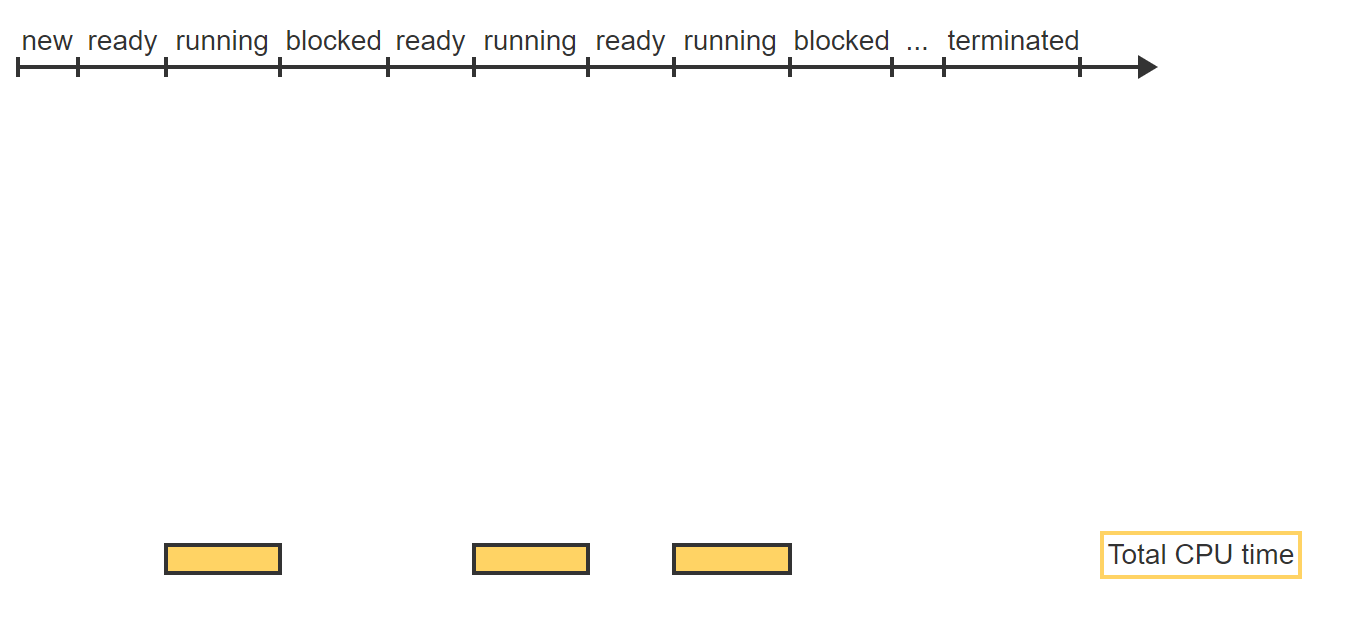 new ready running blocked ready running ready running blocked ... terminated
Total CPU time